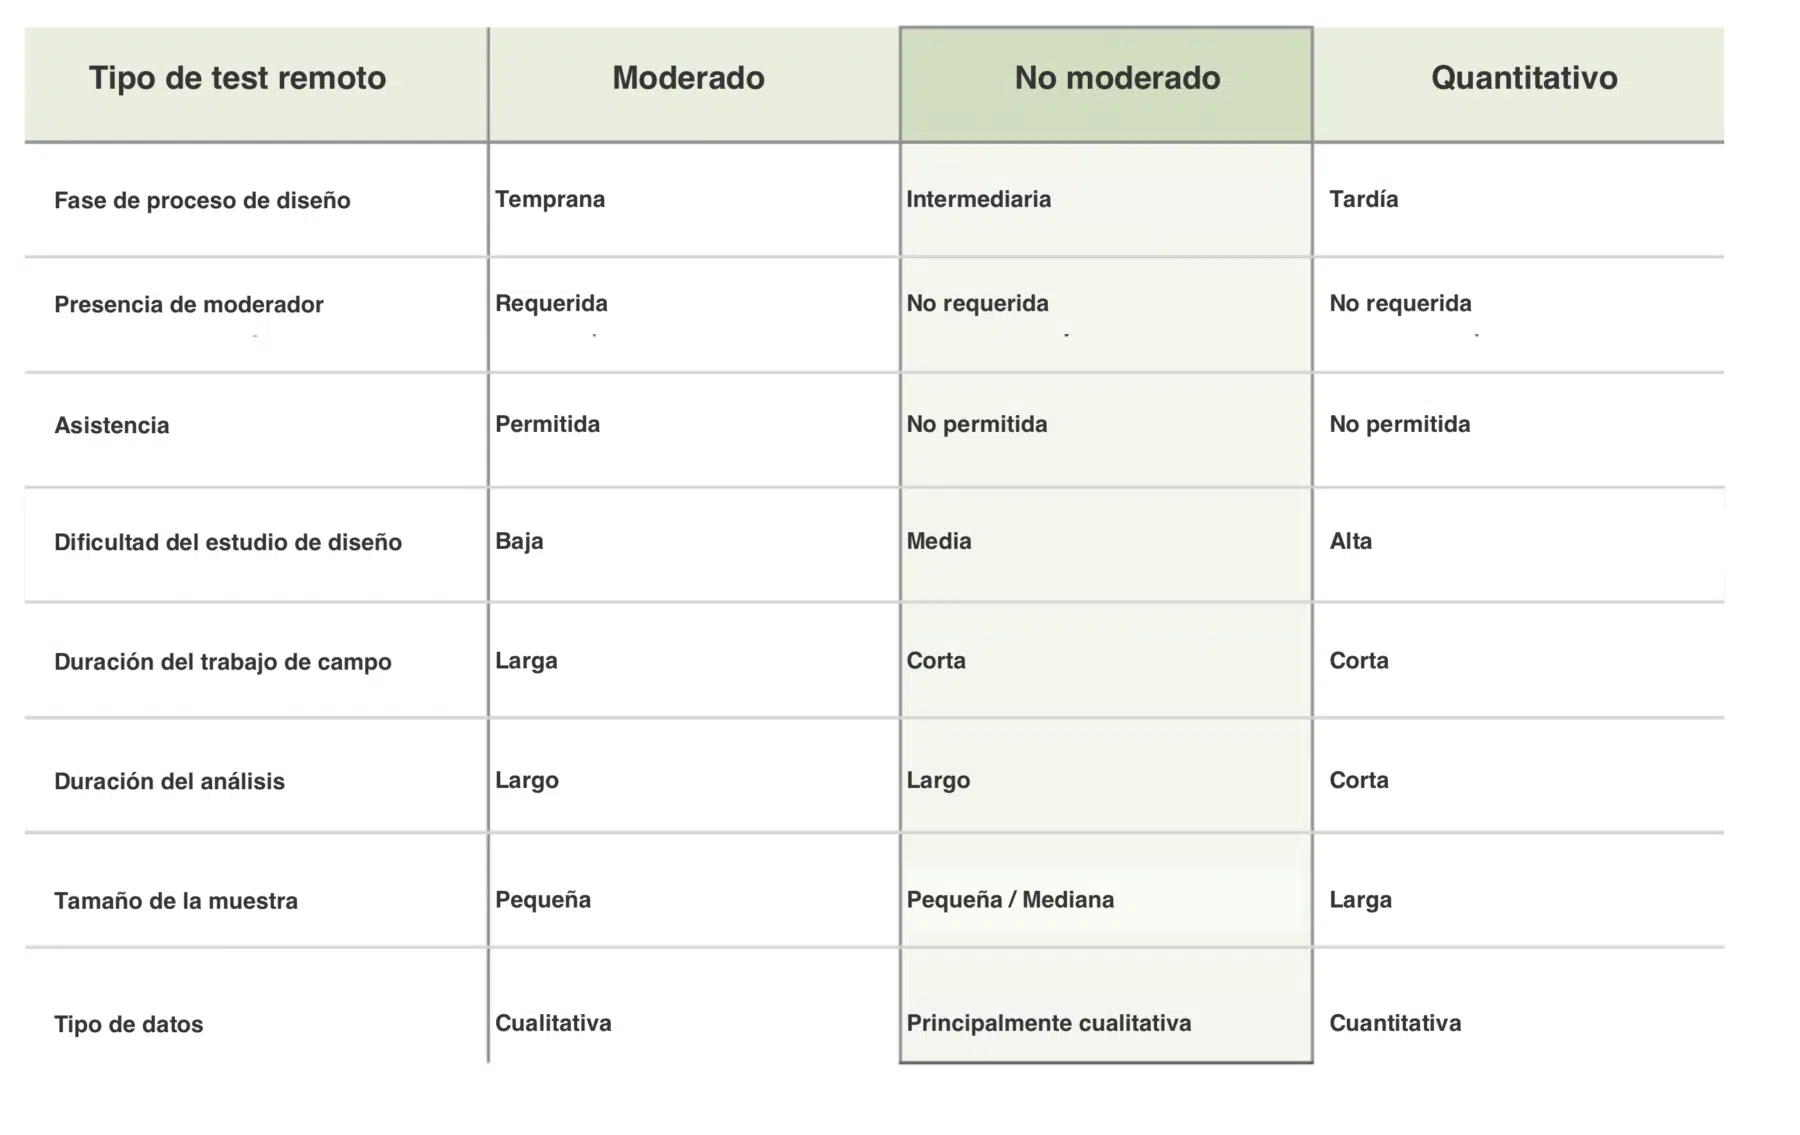 Tipo de test remoto Moderado No moderado Quantitativo
Fase de proceso de diseño Temprana Intermediaria Tardía
Presencia de moderador Requerida No requerida No requerida
Asistencia Permitida No permitida No permitida
Dificultad del estudio de diseño Baja Media Alta
Duración del trabajo de campo Larga Corta Corta
Duración del análisis Largo Largo Corta
Tamaño de la muestra Pequeña Pequeña / Mediana Larga
Tipo de datos Cualitativa Principalmente cualitativa Cuantitativa